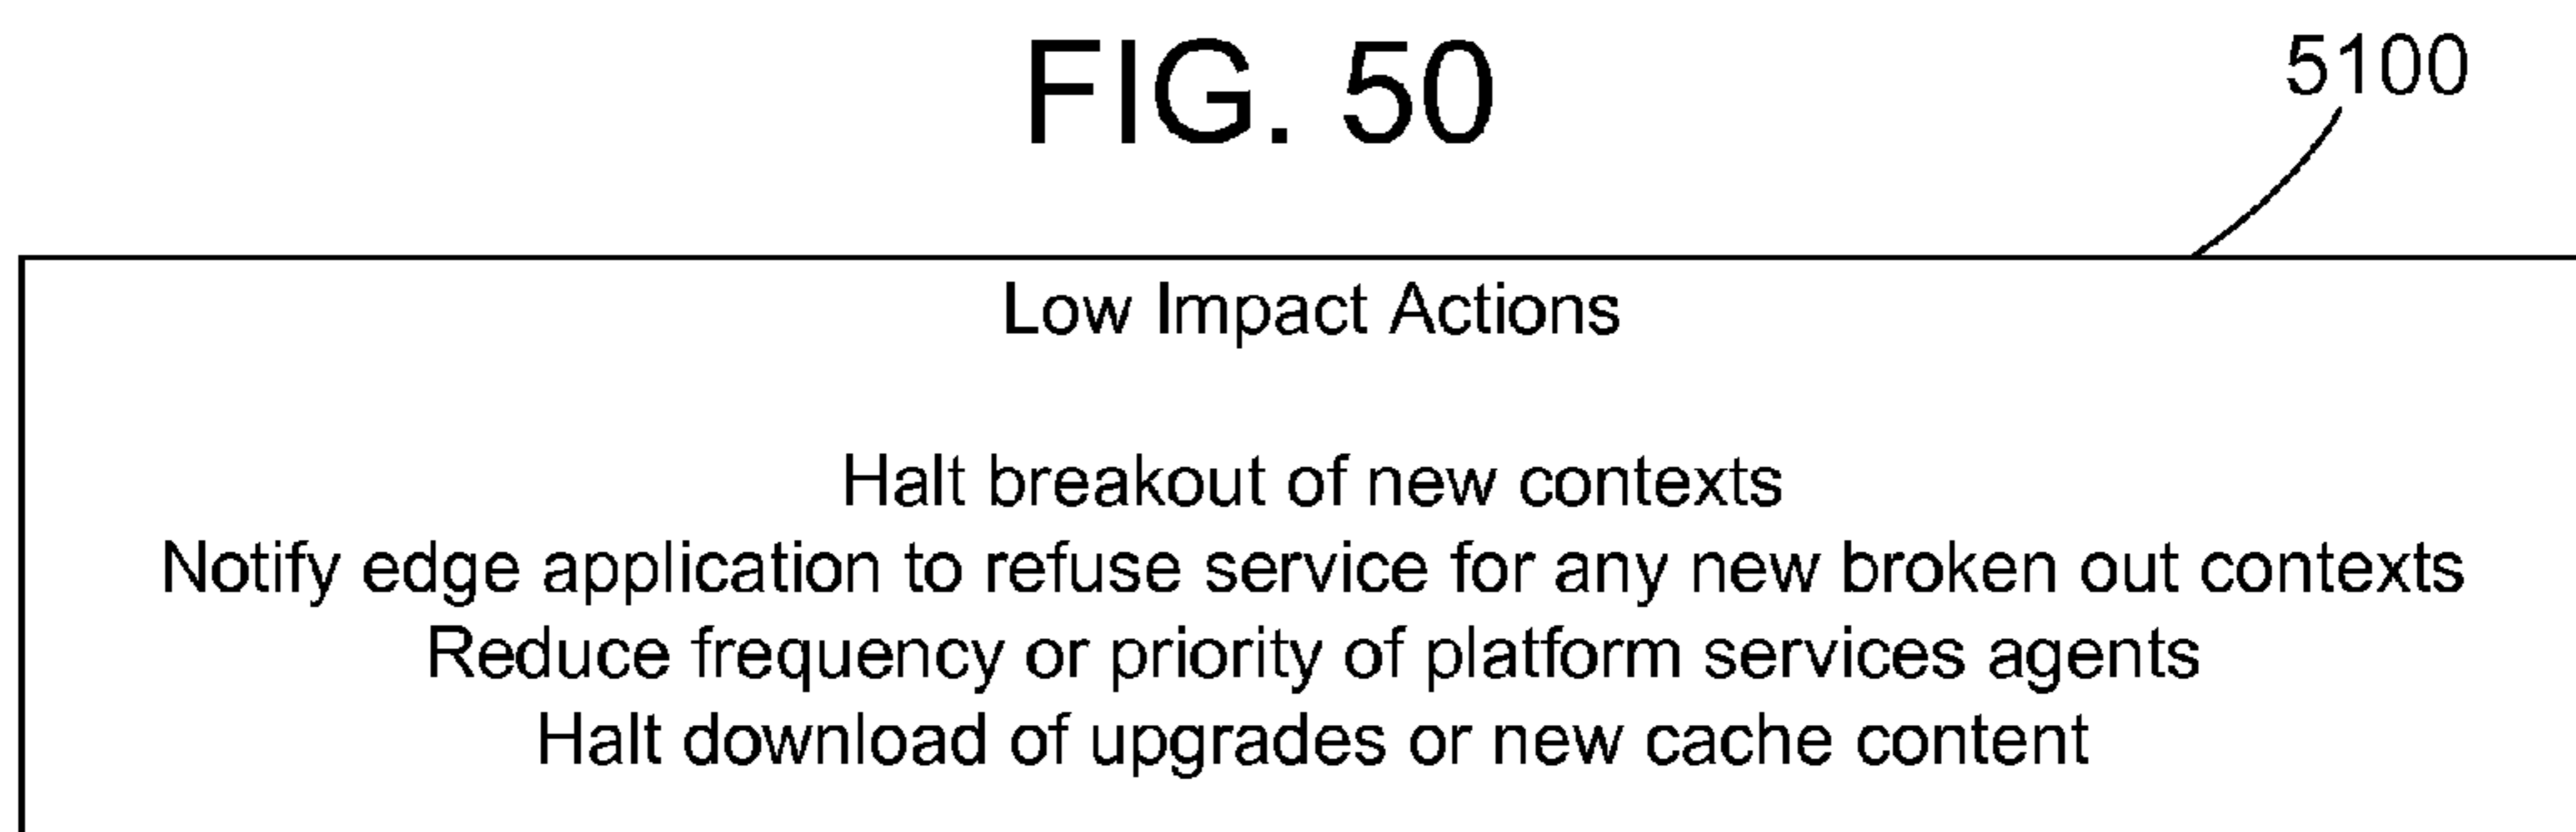 FIG. 50
5100
Low Impact Actions
Halt breakout of new contexts
Notify edge application to refuse service for any new broken out contexts
Reduce frequency or priority of platform services agents
Halt download of upgrades or new cache content